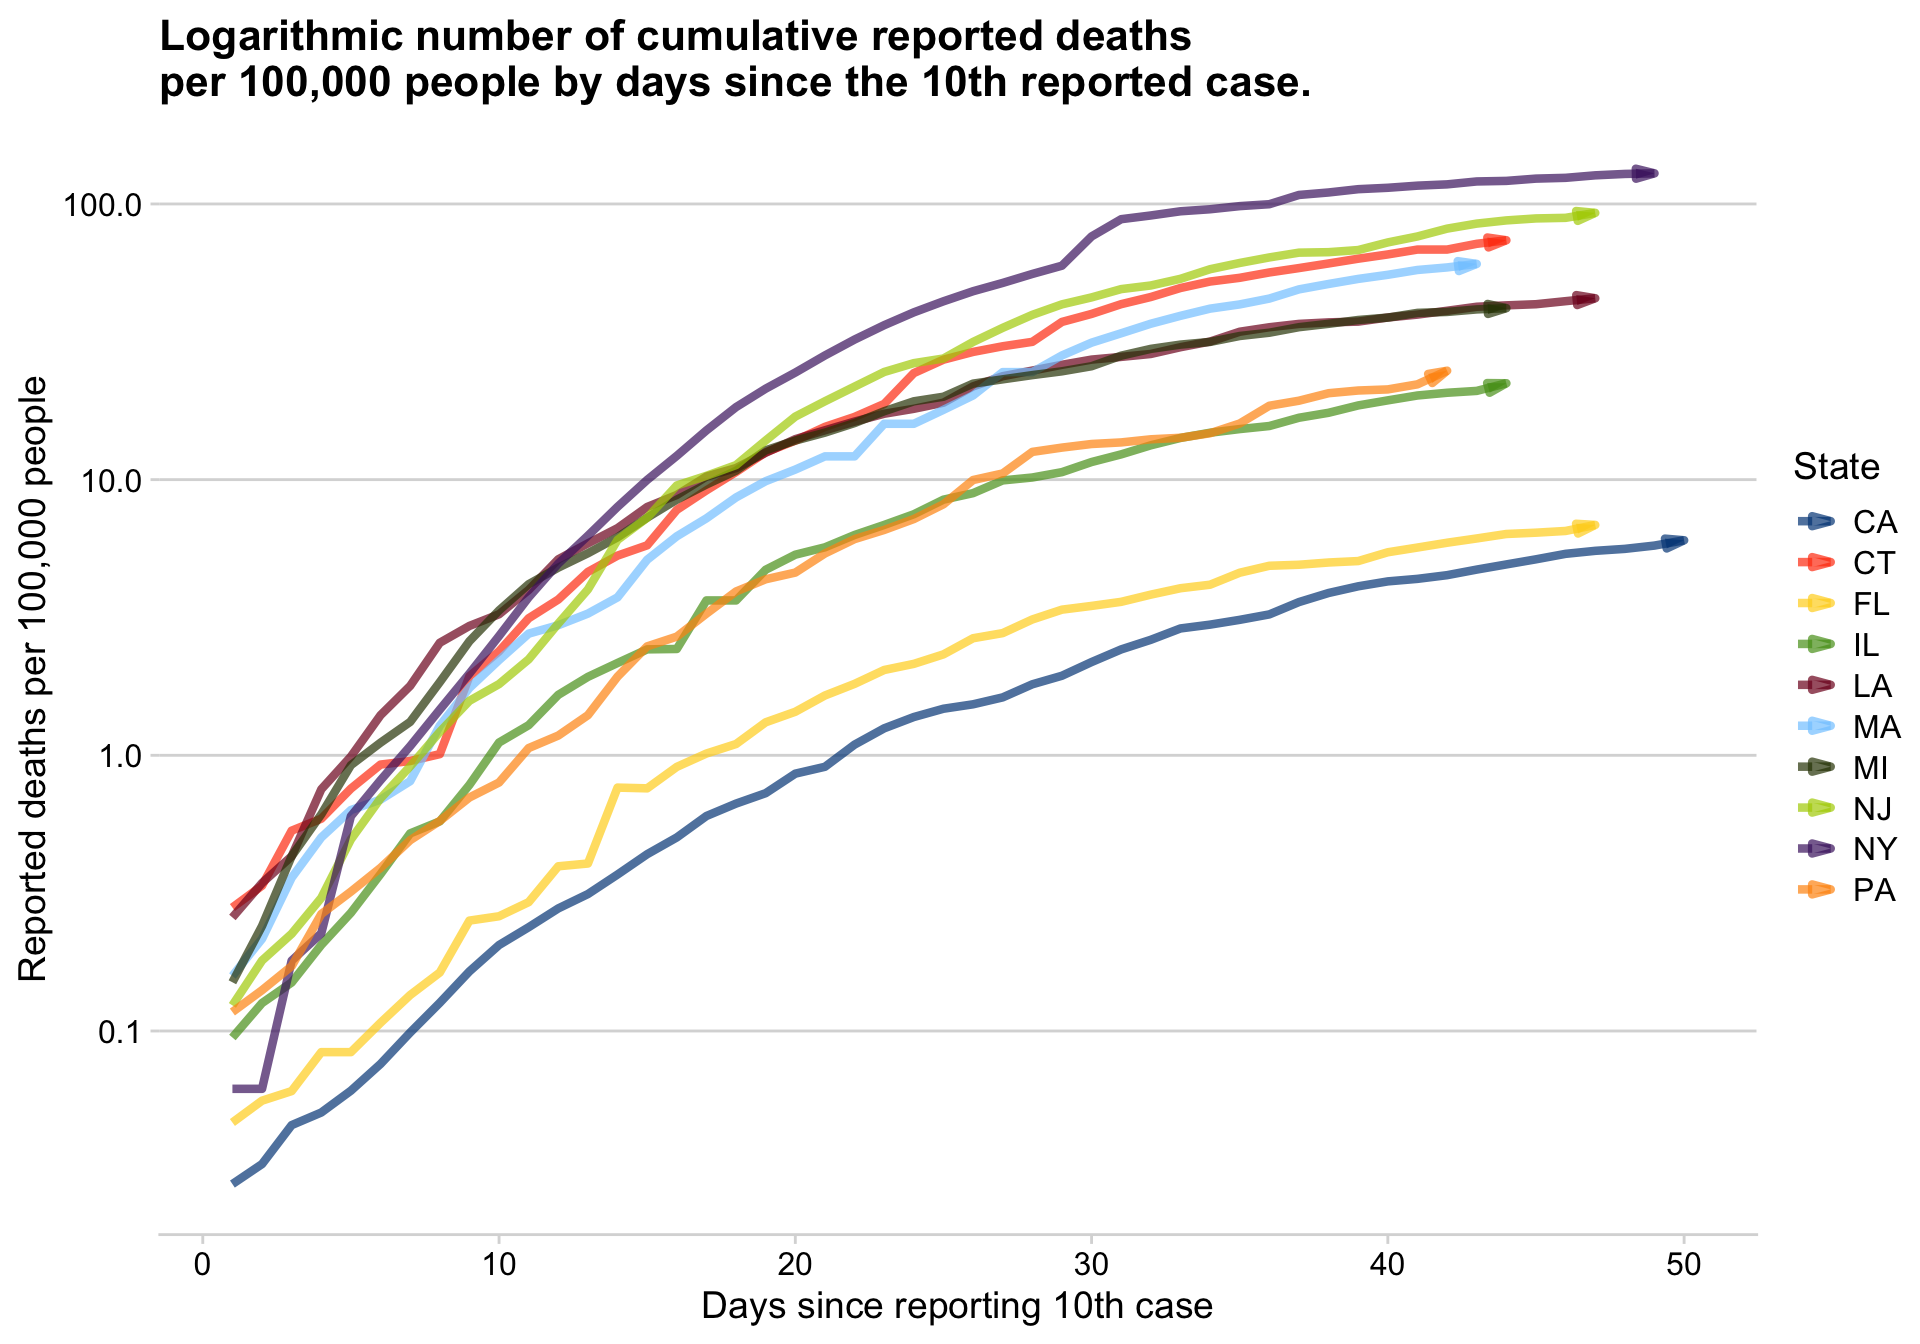 Logarithmic number of cumulative reported deaths
per 100,000 people by days since the 10th reported case.
Reported deaths per 100,000 people
100.0
10.0
1.0
0.1
0
10
20
30
40
50
Days since reporting 10th case
State
CA
CT
FL
IL
LA
MA
MI
NJ
NY
PA